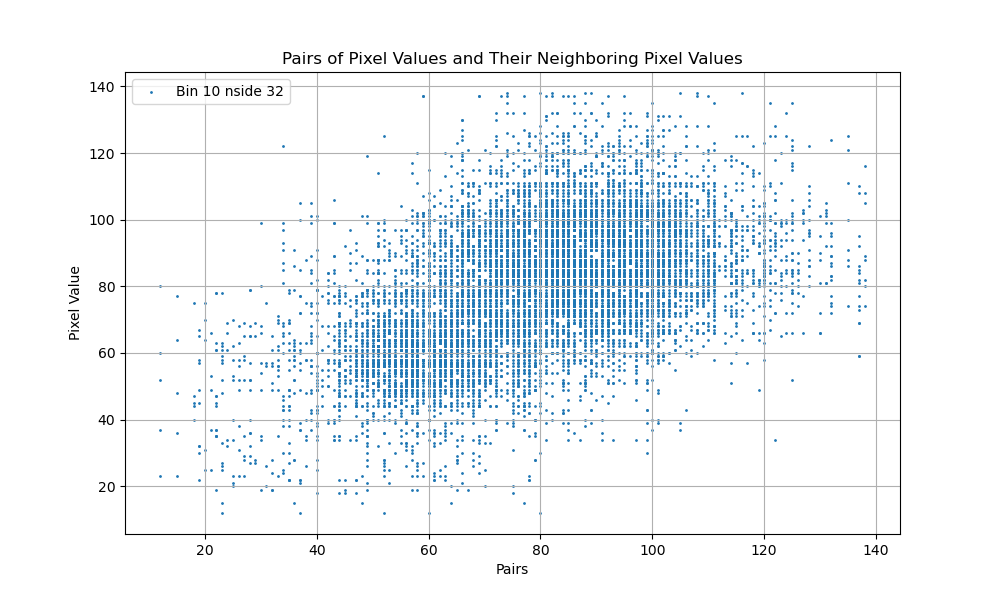 Pairs of Pixel Values and Their Neighboring Pixel Values
Bin 10 nside 32
140
120
100
80
60
40
20
Pixel Value
20 40 60 80 100 120 140
Pairs